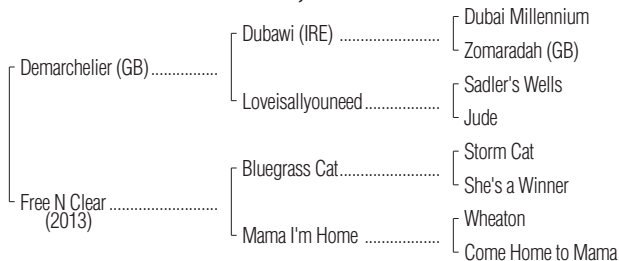 Dubai Millennium
Dubawi (IRE) ....................
Zomaradah (GB)
Demarchelier (GB) ................
Sadler's Wells
Loveisallyouneed ....................
Jude
Storm Cat
Bluegrass Cat ..........................
She's a Winner
Free N Clear ..........................
(2013)
Wheaton
Mama I'm Home ....................
Come Home to Mama